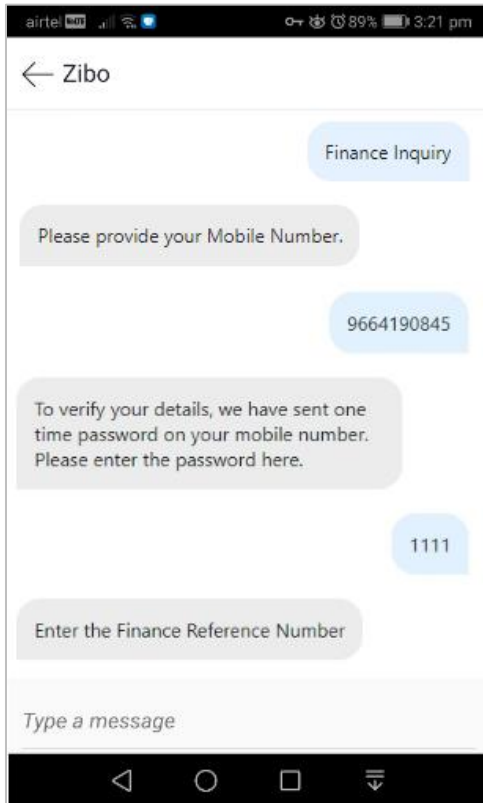 airtel VoLTE 89% 3:21 pm
Zibo
Finance Inquiry
Please provide your Mobile Number.
9664190845
To verify your details, we have sent one
time password on your mobile number.
Please enter the password here.
1111
Enter the Finance Reference Number
Type a message